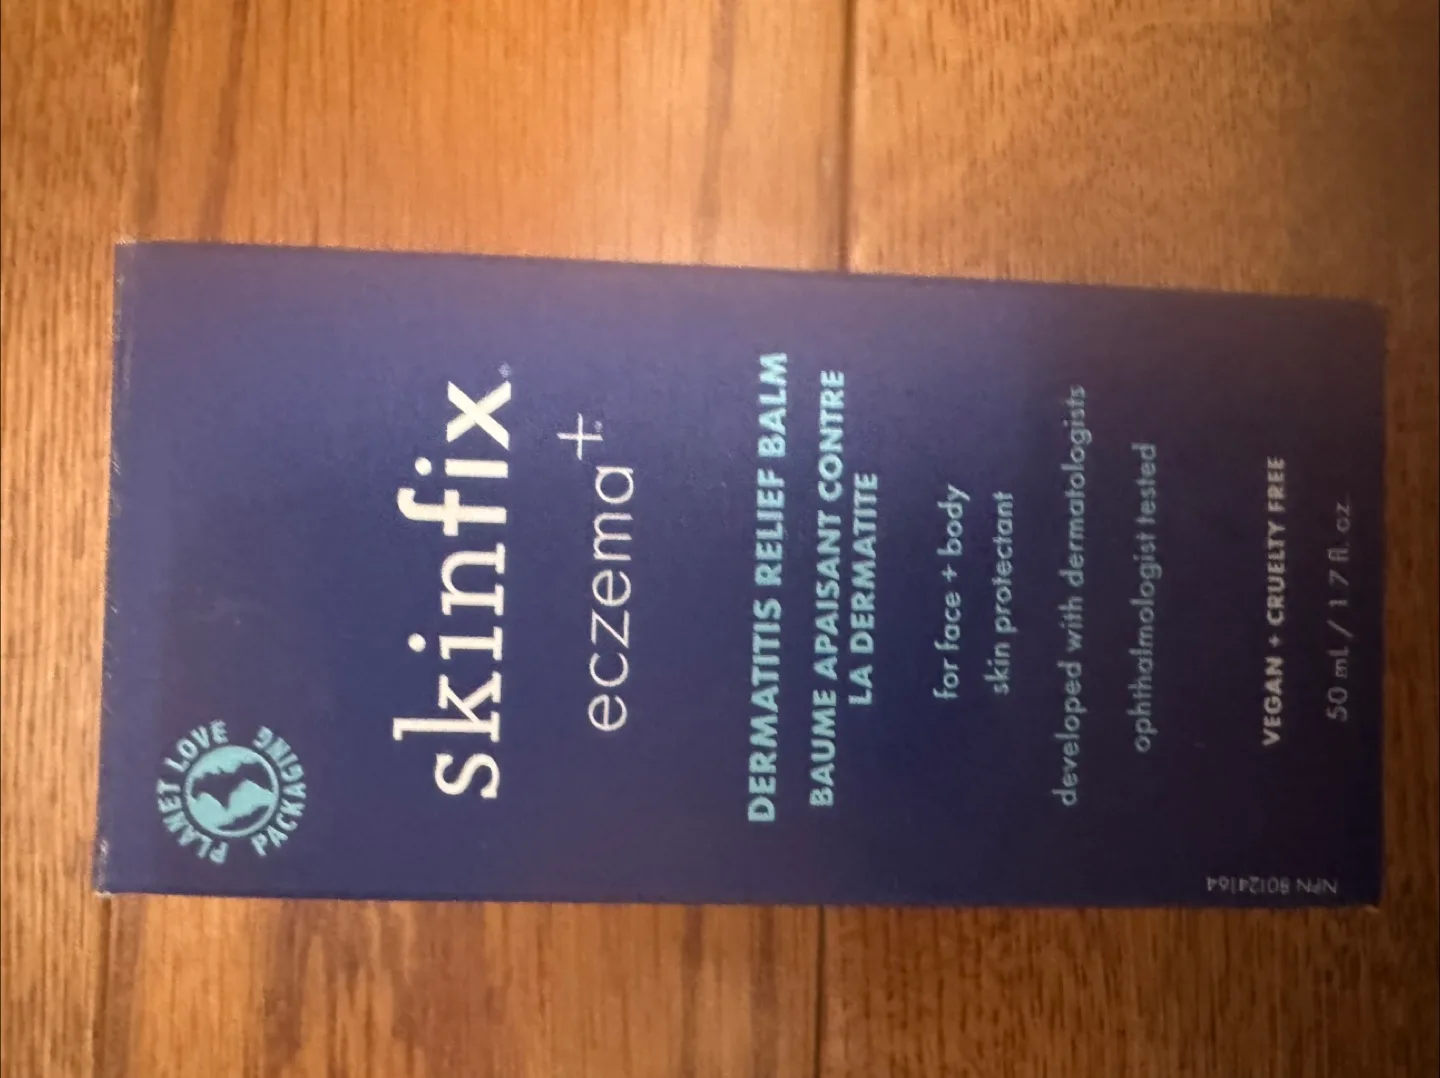 PLANET LOVE
PACKAGING
skinfix®
eczema+
DERMATITIS RELIEF BALM
BAUME APAISANT CONTRE
LA DERMATITE
for face + body
skin protectant
developed with dermatologists
ophthalmologist tested
VEGAN + CRUELTY FREE
50 mL / 1.7 fl. oz
NPN 80124164